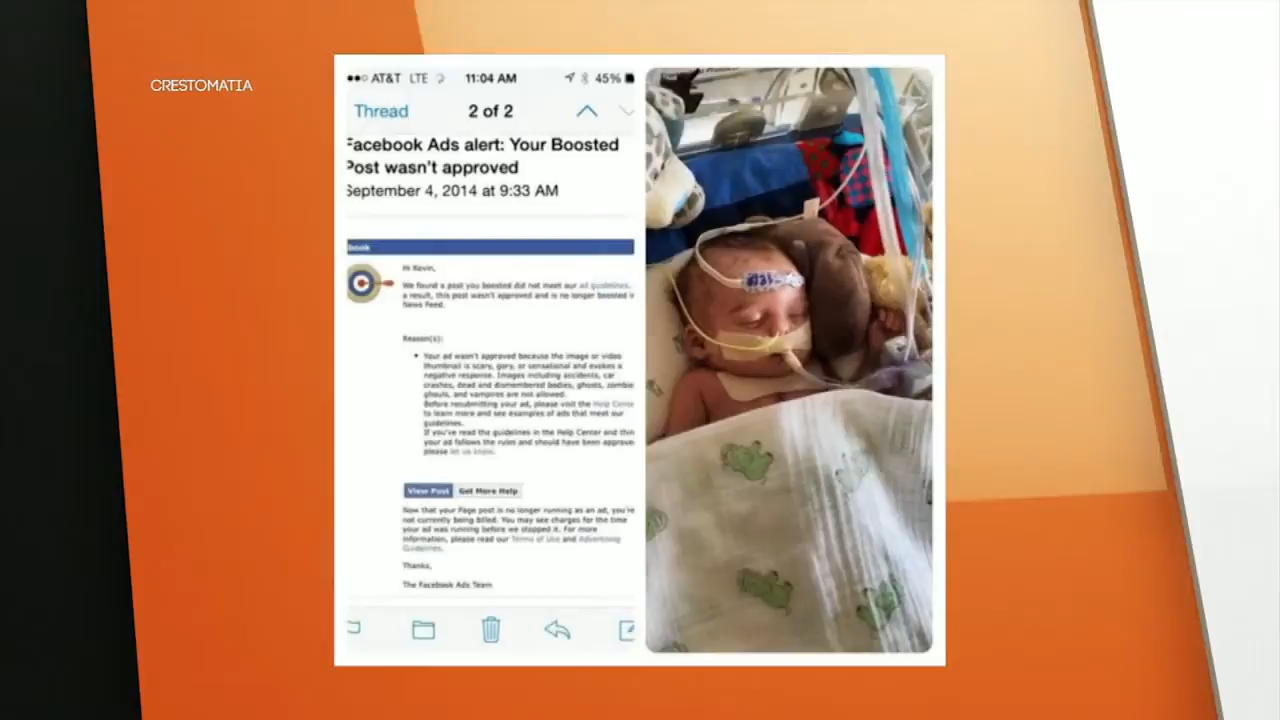 CRESTOMATIA
AT&T LTE 11:04 AM 45%
Thread 2 of 2
Facebook Ads alert: Your Boosted
Post wasn't approved
September 4, 2014 at 9:33 AM
book
Hi Kevin,
We found a post you boosted did not meet our ad guidelines.
a result, this post wasn't approved and is no longer boosted in
News Feed.
Reason(s):
• Your ad wasn't approved because the image or video
thumbnail is scary, gory, or sensational and evokes a
negative response. Images including accidents, car
crashes, dead and dismembered bodies, ghosts, zombie
ghouls, and vampires are not allowed.
Before resubmitting your ad, please visit the Help Cente
to learn more and see examples of ads that meet our
guidelines.
If you've read the guidelines in the Help Center and thin
your ad follows the rules and should have been approve
please let us know.
View Post Get More Help
Now that your Page post is no longer running as an ad, you're
not currently being billed. You may see charges for the time
your ad was running before we stopped it. For more
information, please read our Terms of Use and Advertising
Guidelines.
Thanks,
The Facebook Ads Team